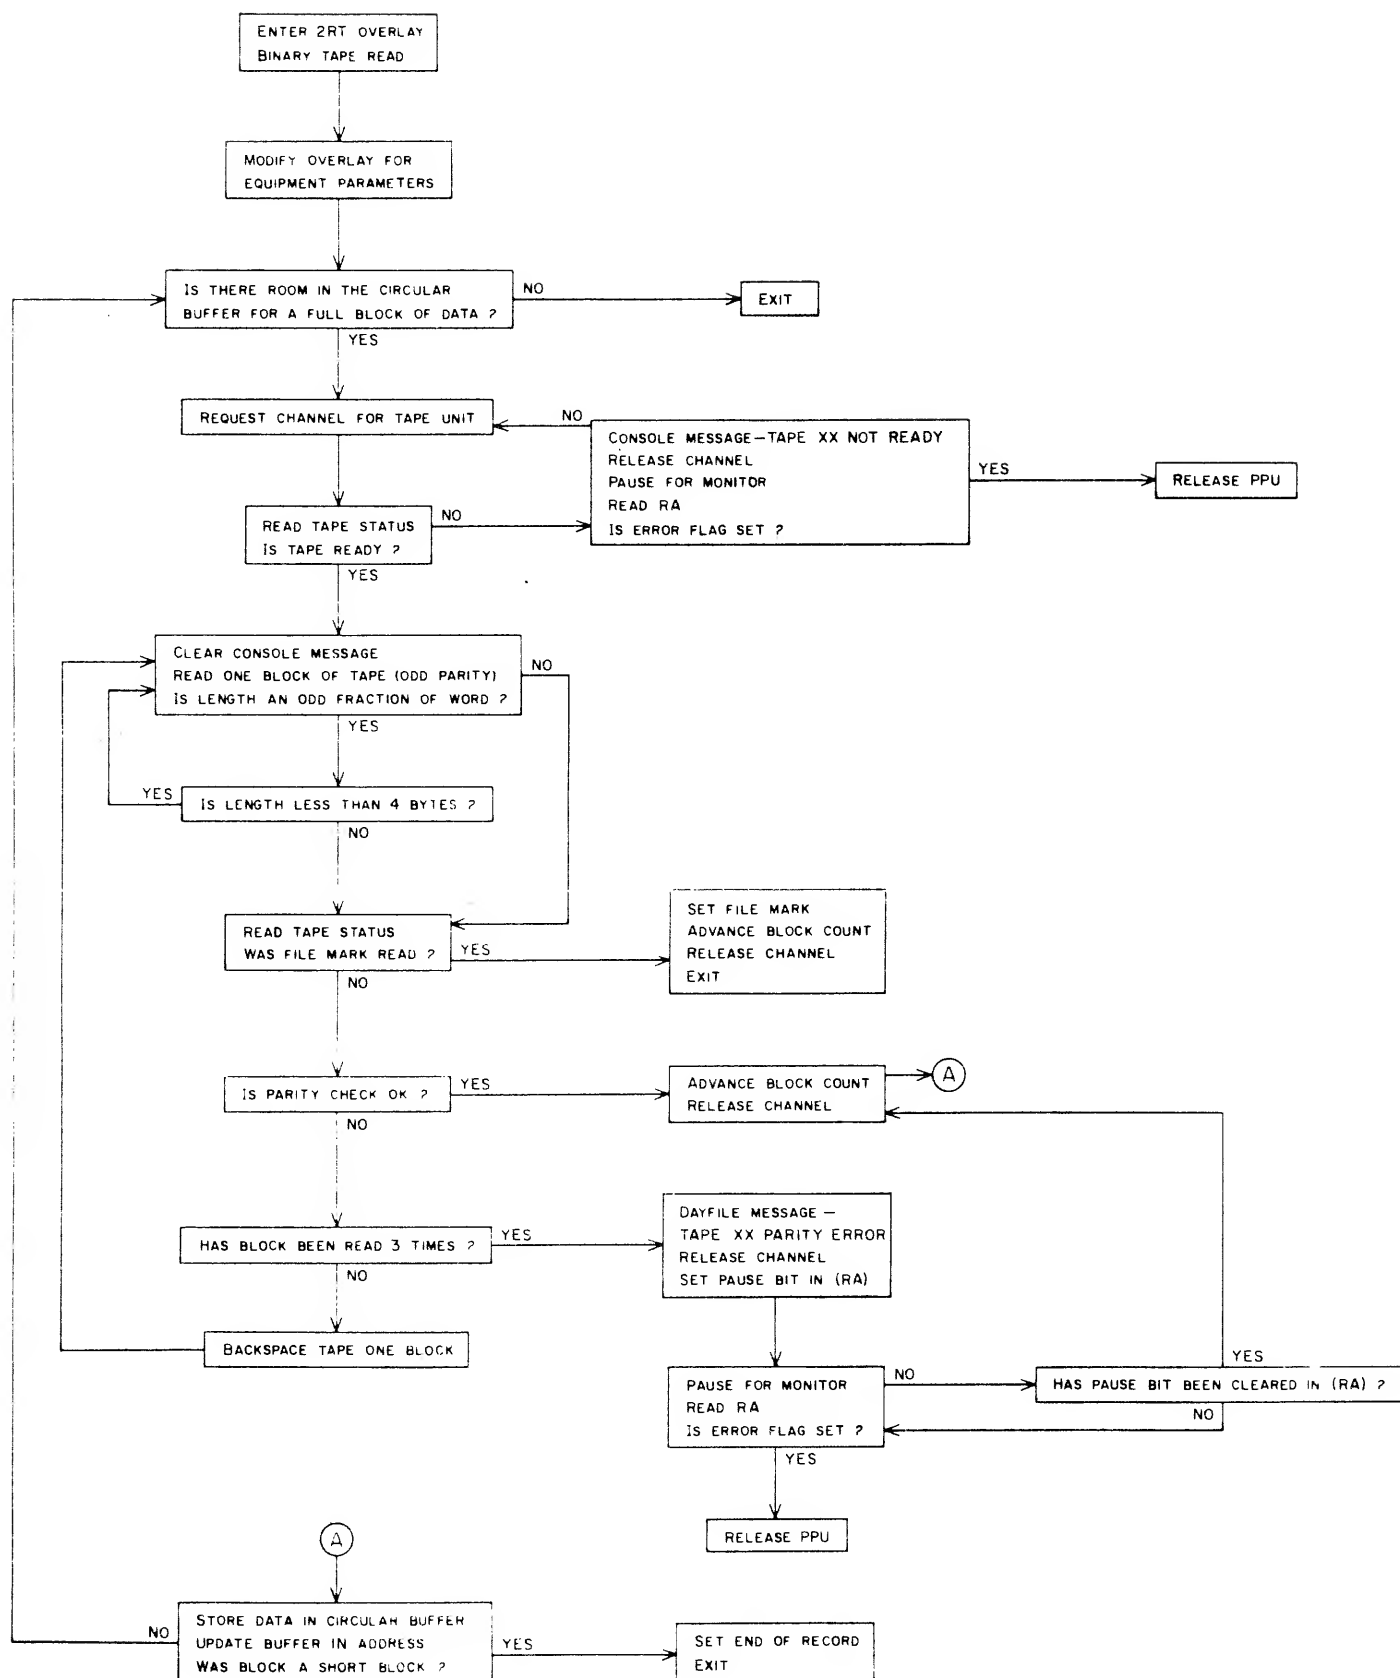 ENTER 2RT OVERLAY
BINARY TAPE READ
MODIFY OVERLAY FOR
EQUIPMENT PARAMETERS
IS THERE ROOM IN THE CIRCULAR
BUFFER FOR A FULL BLOCK OF DATA ?
NO
EXIT
YES
REQUEST CHANNEL FOR TAPE UNIT
NO
CONSOLE MESSAGE—TAPE XX NOT READY
RELEASE CHANNEL
PAUSE FOR MONITOR
READ RA
IS ERROR FLAG SET ?
YES
RELEASE PPU
READ TAPE STATUS
IS TAPE READY ?
NO
YES
CLEAR CONSOLE MESSAGE
READ ONE BLOCK OF TAPE (ODD PARITY)
IS LENGTH AN ODD FRACTION OF WORD ?
NO
YES
YES
IS LENGTH LESS THAN 4 BYTES ?
NO
READ TAPE STATUS
WAS FILE MARK READ ?
YES
SET FILE MARK
ADVANCE BLOCK COUNT
RELEASE CHANNEL
EXIT
NO
IS PARITY CHECK OK ?
YES
ADVANCE BLOCK COUNT
RELEASE CHANNEL
A
NO
HAS BLOCK BEEN READ 3 TIMES ?
YES
DAYFILE MESSAGE —
TAPE XX PARITY ERROR
RELEASE CHANNEL
SET PAUSE BIT IN (RA)
NO
BACKSPACE TAPE ONE BLOCK
PAUSE FOR MONITOR
READ RA
IS ERROR FLAG SET ?
NO
YES
HAS PAUSE BIT BEEN CLEARED IN (RA) ?
NO
YES
RELEASE PPU
A
STORE DATA IN CIRCULAR BUFFER
UPDATE BUFFER IN ADDRESS
WAS BLOCK A SHORT BLOCK ?
NO
YES
SET END OF RECORD
EXIT